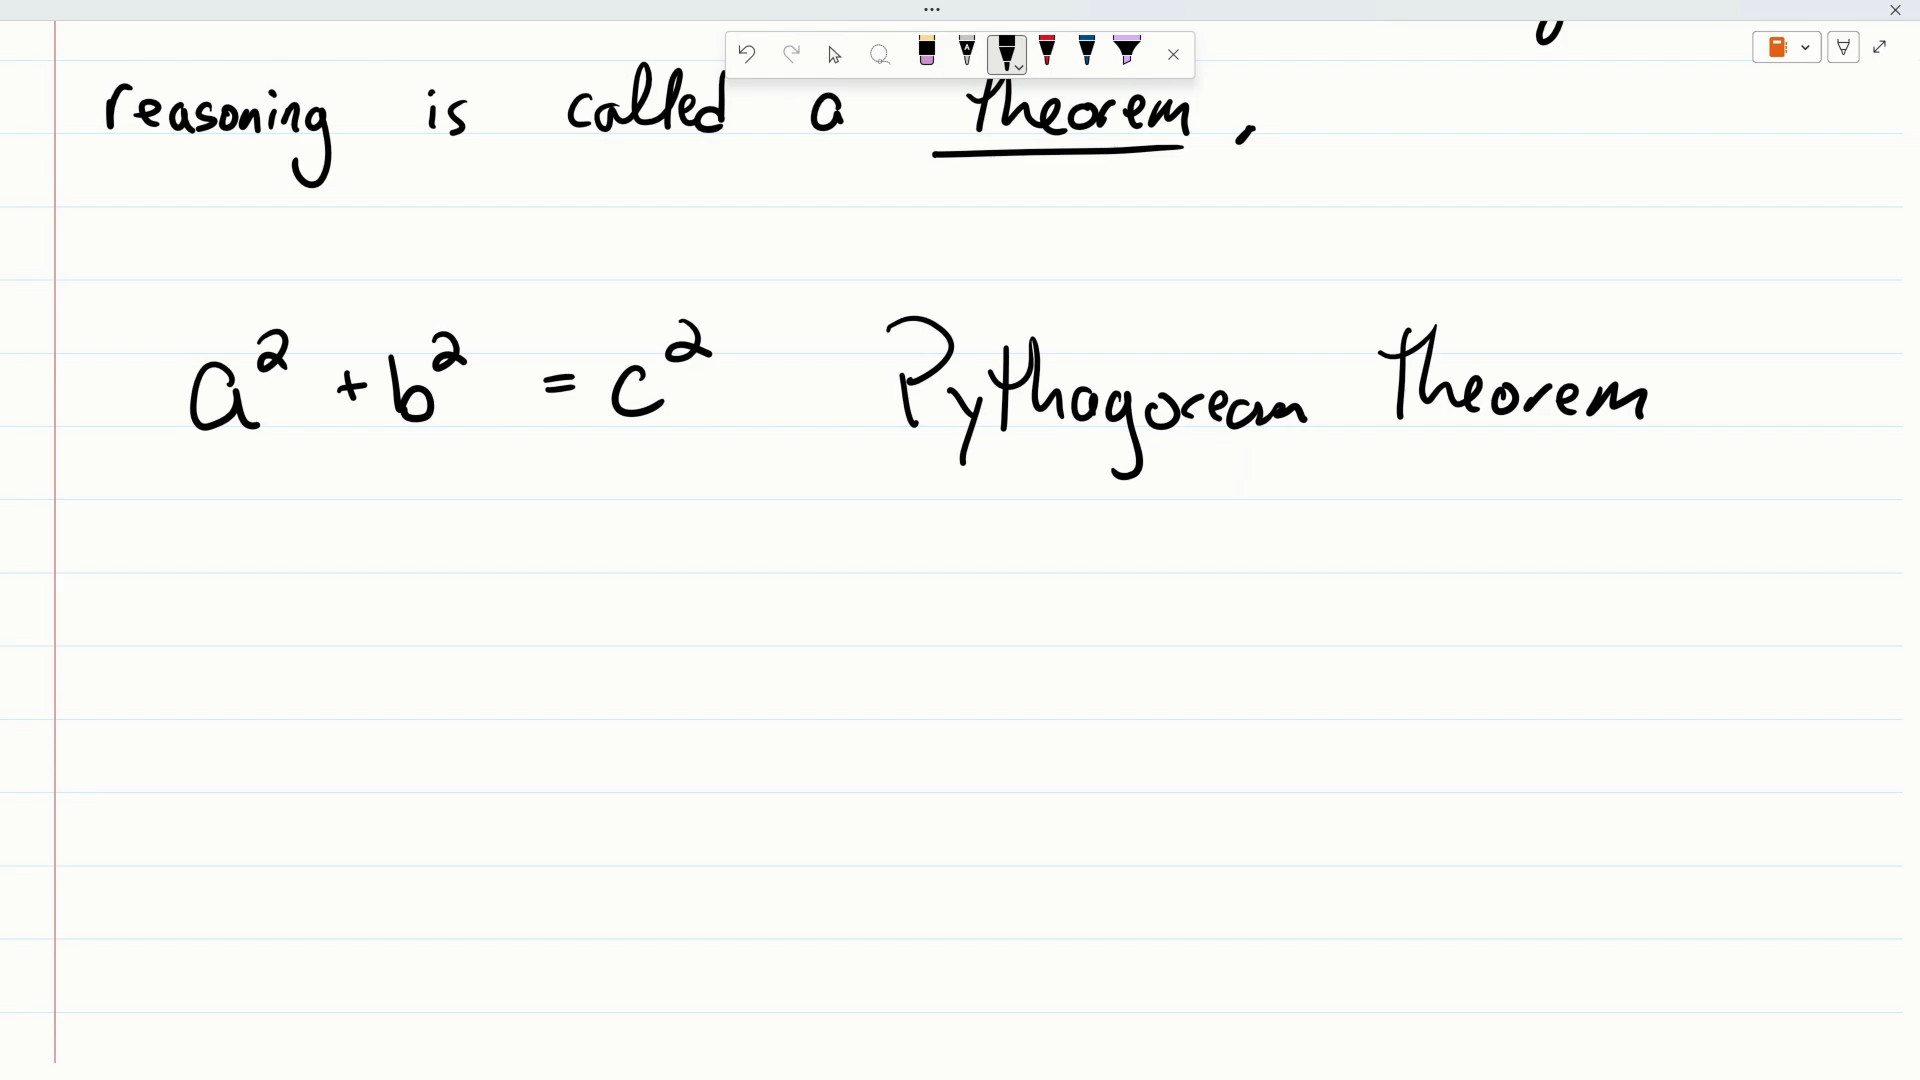 reasoning is called a theorem.
a² + b² = c² Pythagorean Theorem